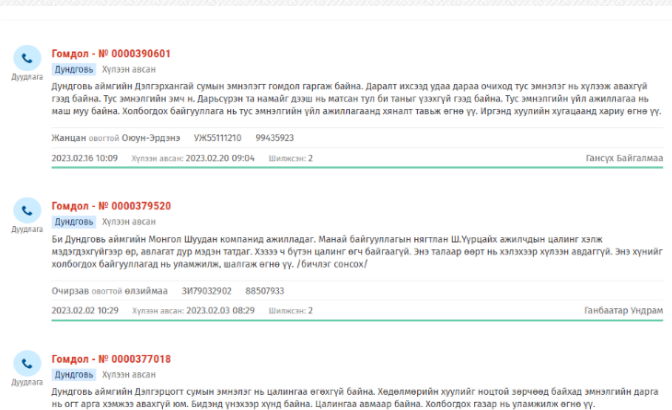 Гомдол - № 0000390601
Дуудлага
Дундговь Хүлээн авсан
Дундговь аймгийн Дэлгэрхангай сумын эмнэлэгт гомдол гаргаж байна. Даралт ихсээд удаа дараа очиход тус эмнэлэг нь хүлээж авахгүй
гээд байна. Тус эмнэлгийн эмч н. Дарьсүрэн та намайг дээш нь матсан тул би таныг үзэхгүй гээд байна. Тус эмнэлгийн үйл ажиллагаа нь
маш муу байна. Холбогдох байгууллага нь тус эмнэлгийн үйл ажиллагаанд хяналт тавьж өгнө үү. Иргэнд хуулийн хугацаанд хариу өгнө үү.
Жанцан овогтой Оюун-Эрдэнэ УЖ55111210 99435923
2023.02.16 10:09 Хүлээн авсан: 2023.02.20 09:04 Шилжсэн: 2 Гансүх Байгалмаа
Гомдол - № 0000379520
Дундговь Хүлээн авсан
Дуудлага
Би Дундговь аймгийн Монгол Шуудан компанид ажилладаг. Манай байгууллагын нягтлан Ш.Үүрцайх ажилчдын цалинг хэлж
мэдэгдэхгүйгээр өр, авлагат дур мэдэн татдаг. Хэзээ ч бүтэн цалинг өгч байгаагүй. Энэ талаар өөрт нь хэлэхээр хүлээн авдаггүй. Энэ хүнийг
холбогдох байгууллагад нь уламжилж, шалгаж өгнө үү. /бичлэг сонсох/
Очирзав овогтой өлзиймаа ЗИ79032902 88507933
2023.02.02 10:29 Хүлээн авсан: 2023.02.03 08:29 Шилжсэн: 2 Ганбаатар Ундрам
Гомдол - № 0000377018
Дундговь Хүлээн авсан
Дуудлага
Дундговь аймгийн Дэлгэрцогт сумын эмнэлэг нь цалингаа өгөхгүй байна. Хөдөлмөрийн хуулийг ноцтой зөрчөөд байхад эмнэлгийн дарга
нь огт арга хэмжээ авахгүй юм. Бидэнд үнэхээр хүнд байна. Цалингаа авмаар байна. Холбогдох газар нь уламжилж өгнө үү.